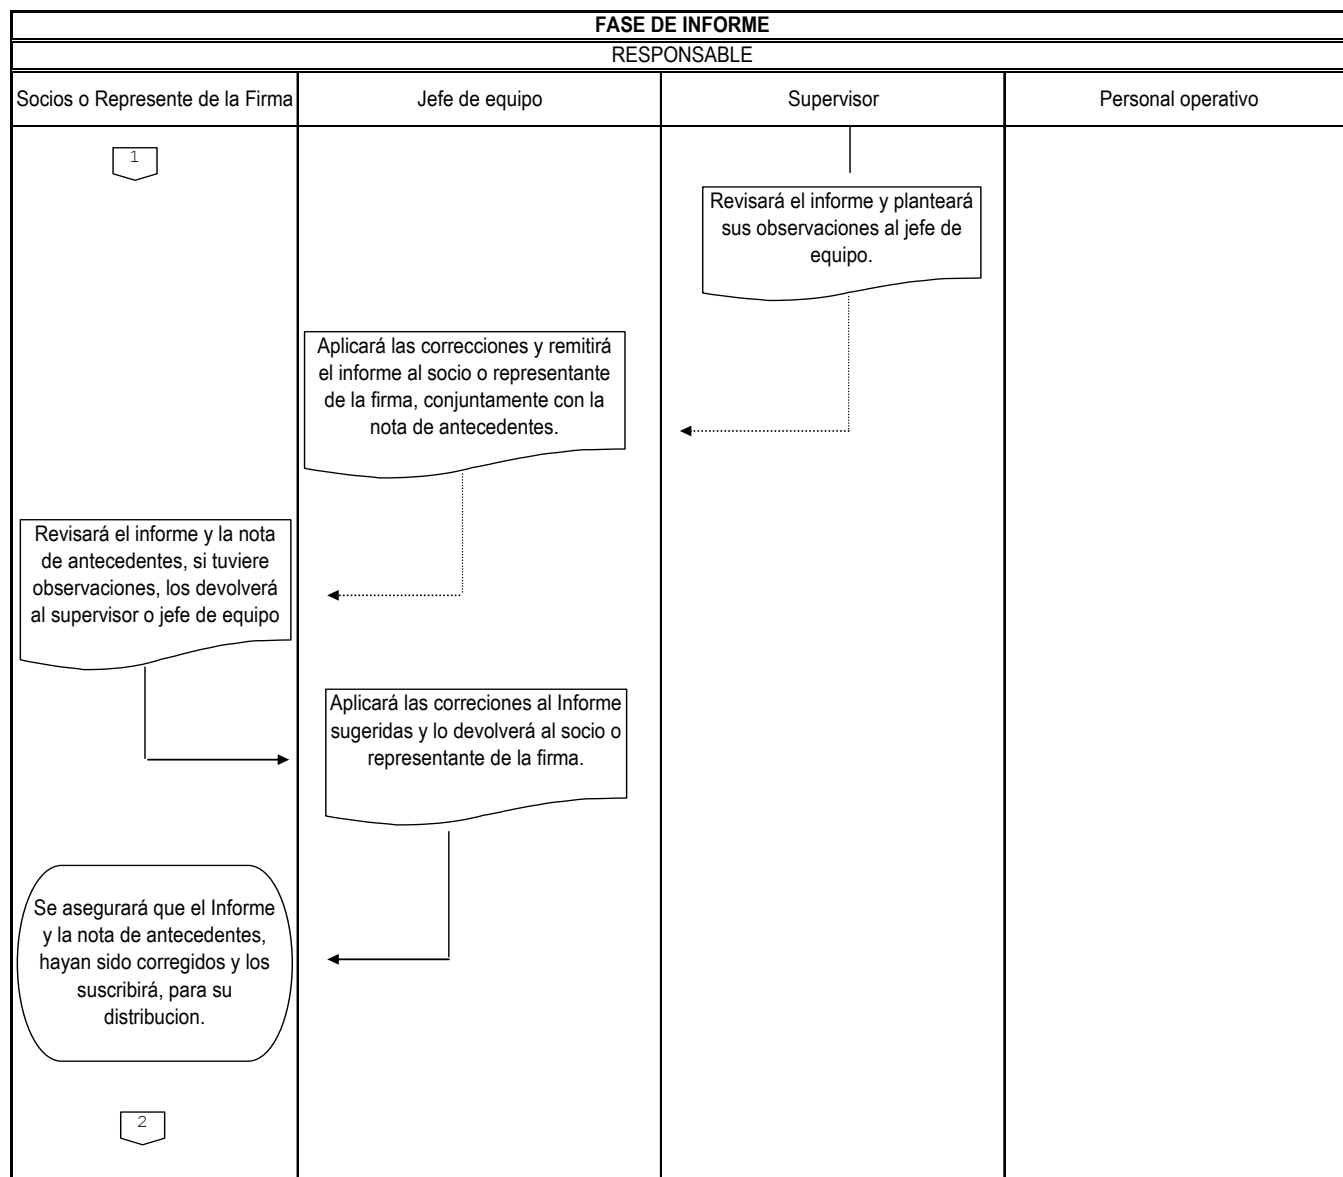 FASE DE INFORME
RESPONSABLE
Socios o Represente de la Firma
Jefe de equipo
Supervisor
Personal operativo
1
Revisará el informe y planteará
sus observaciones al jefe de
equipo.
Aplicará las correcciones y remitirá
el informe al socio o representante
de la firma, conjuntamente con la
nota de antecedentes.
Revisará el informe y la nota
de antecedentes, si tuviere
observaciones, los devolverá
al supervisor o jefe de equipo
Aplicará las correciones al Informe
sugeridas y lo devolverá al socio o
representante de la firma.
Se asegurará que el Informe
y la nota de antecedentes,
hayan sido corregidos y los
suscribirá, para su
distribucion.
2